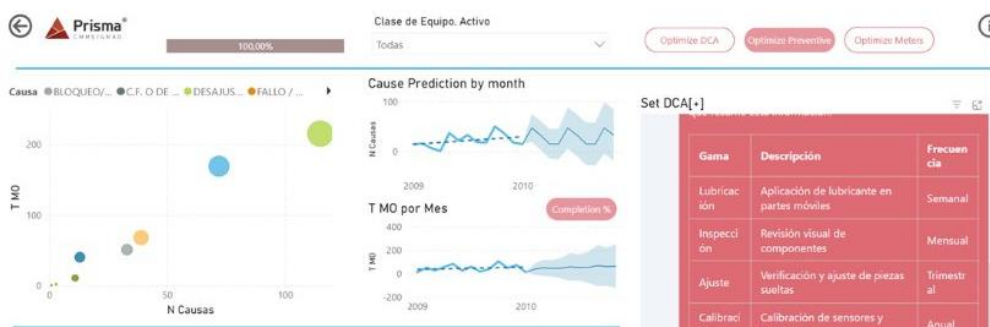 Prisma®
100,00%
Clase de Equipo, Activo
Todas
Optimize DCA
Optimize Preventive
Optimize Meters
Causa
BLOQUEO/...
C.F. O DE ...
DESAJUS...
FALLO / ...
T MO
200
100
0
0
50
100
N Causas
Cause Prediction by month
N Causas
100
0
2009
2010
T MO por Mes
Completion %
T MO
400
200
0
-200
2009
2010
Set DCA[+]
Gama
Descripción
Frecuen
cia
Lubricac
ión
Aplicación de lubricante en
partes móviles
Semanal
Inspecci
ón
Revisión visual de
componentes
Mensual
Ajuste
Verificación y ajuste de piezas
sueltas
Trimestr
al
Calibraci
Calibración de sensores y
Anual